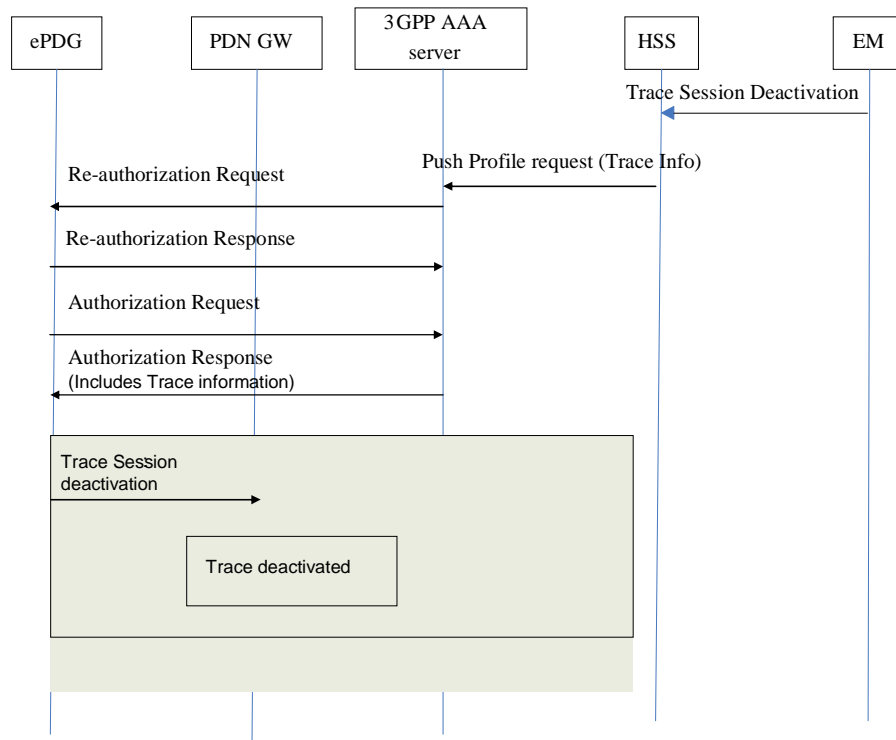 ePDG
PDN GW
3GPP AAA
server
HSS
EM
Trace Session Deactivation
Push Profile request (Trace Info)
Re-authorization Request
Re-authorization Response
Authorization Request
Authorization Response
(Includes Trace information)
Trace Session
deactivation
Trace deactivated